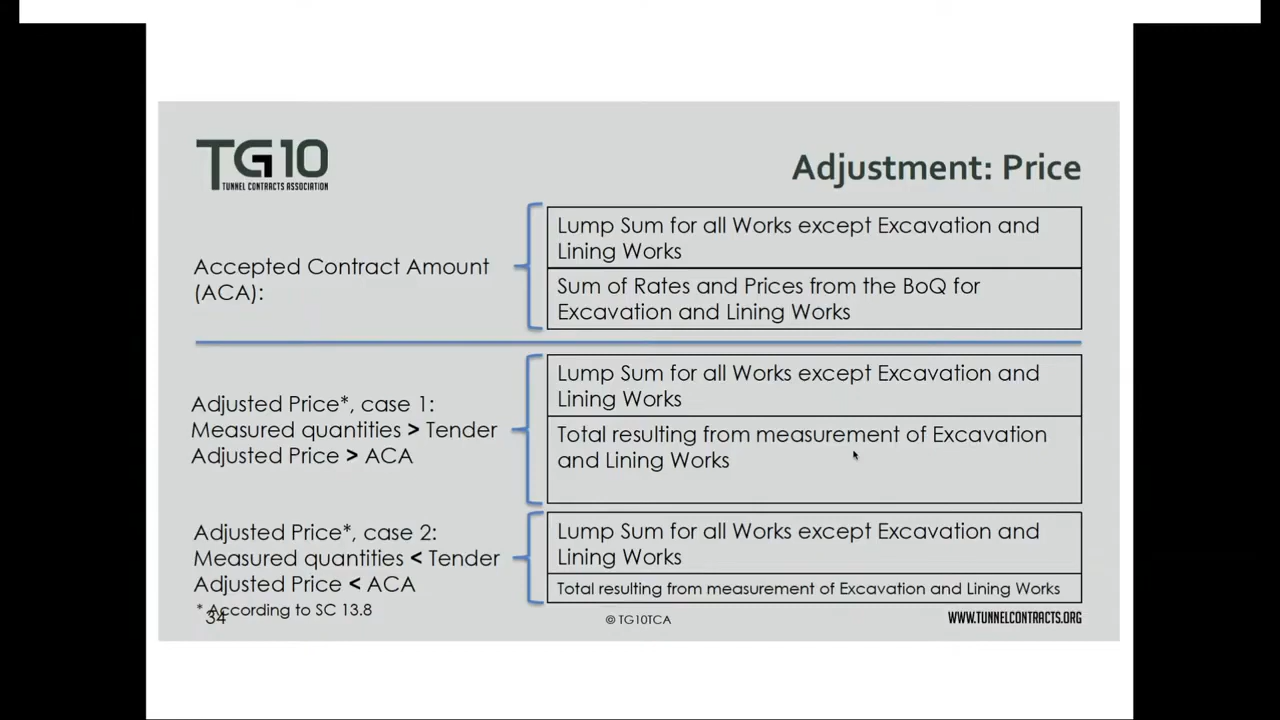 TG10
TUNNEL CONTRACTS ASSOCIATION
Adjustment: Price
Accepted Contract Amount
(ACA):
Lump Sum for all Works except Excavation and
Lining Works
Sum of Rates and Prices from the BoQ for
Excavation and Lining Works
Adjusted Price*, case 1:
Measured quantities > Tender
Adjusted Price > ACA
Lump Sum for all Works except Excavation and
Lining Works
Total resulting from measurement of Excavation
and Lining Works
Adjusted Price*, case 2:
Measured quantities < Tender
Adjusted Price < ACA
Lump Sum for all Works except Excavation and
Lining Works
Total resulting from measurement of Excavation and Lining Works
* According to SC 13.8
34
© TG10TCA
WWW.TUNNELCONTRACTS.ORG